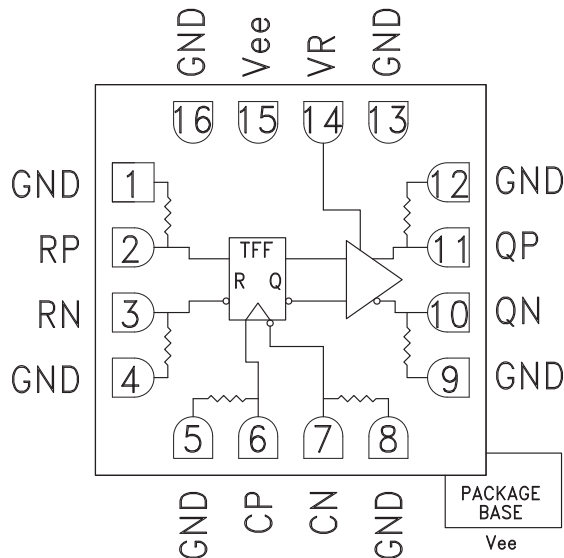 GND Vee VR GND
16 15 14 13
GND 1 12 GND
RP 2 TFF 11 QP
R Q
RN 3 10 QN
GND 4 9 GND
5 6 7 8
GND CP CN GND
PACKAGE
BASE
Vee